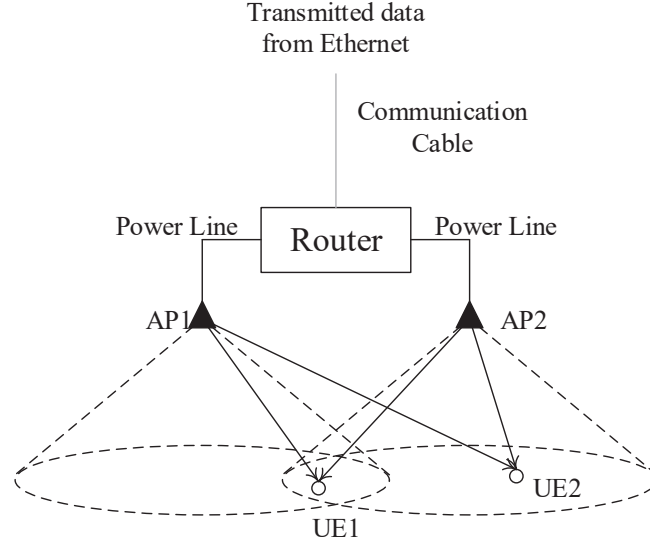 Transmitted data
from Ethernet
Communication
Cable
Power Line
Router
Power Line
AP1
AP2
UE1
UE2